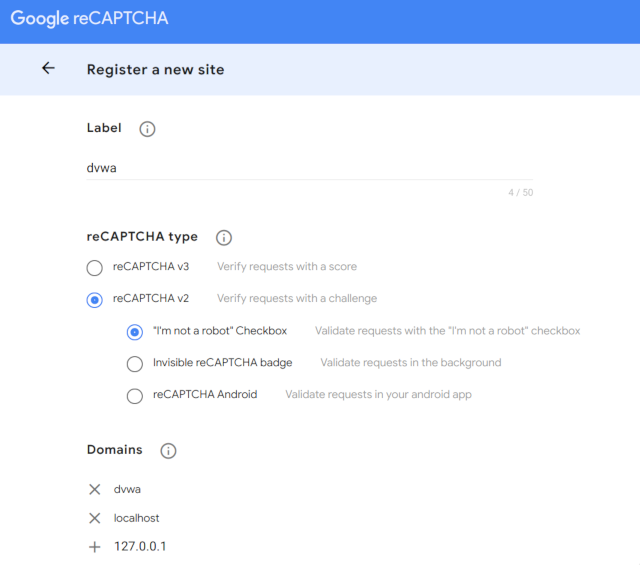 Google reCAPTCHA
Register a new site
Label
dvwa
4 / 50
reCAPTCHA type
reCAPTCHA v3 Verify requests with a score
reCAPTCHA v2 Verify requests with a challenge
"I'm not a robot" Checkbox Validate requests with the "I'm not a robot" checkbox
Invisible reCAPTCHA badge Validate requests in the background
reCAPTCHA Android Validate requests in your android app
Domains
dvwa
localhost
127.0.0.1